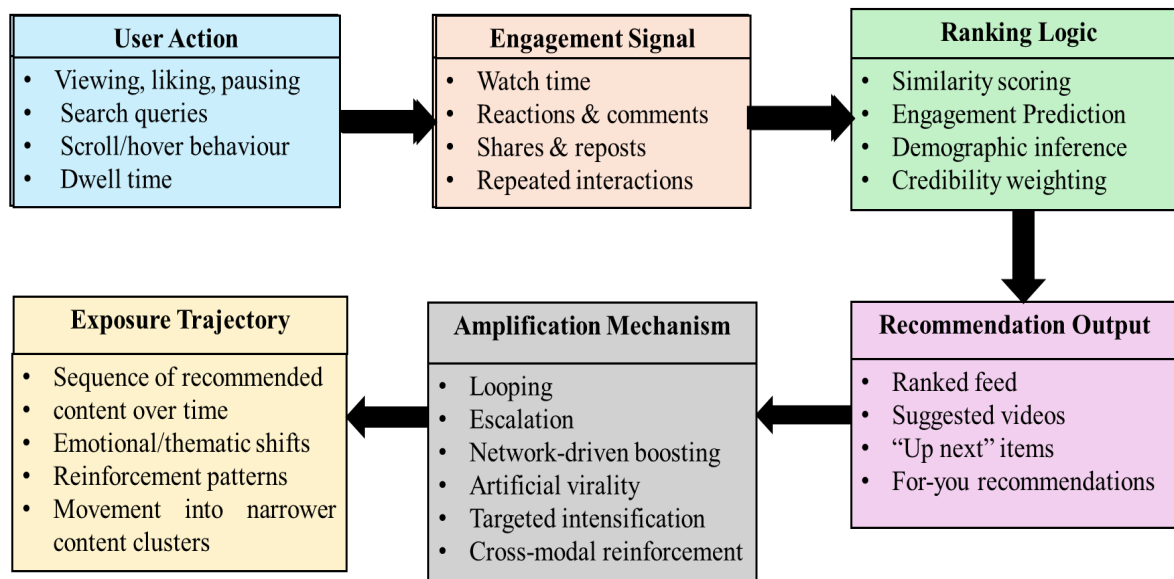 User Action
• Viewing, liking, pausing
• Search queries
• Scroll/hover behaviour
• Dwell time
Engagement Signal
• Watch time
• Reactions & comments
• Shares & reposts
• Repeated interactions
Ranking Logic
• Similarity scoring
• Engagement Prediction
• Demographic inference
• Credibility weighting
Recommendation Output
• Ranked feed
• Suggested videos
• “Up next” items
• For-you recommendations
Amplification Mechanism
• Looping
• Escalation
• Network-driven boosting
• Artificial virality
• Targeted intensification
• Cross-modal reinforcement
Exposure Trajectory
• Sequence of recommended
• content over time
• Emotional/thematic shifts
• Reinforcement patterns
• Movement into narrower
content clusters